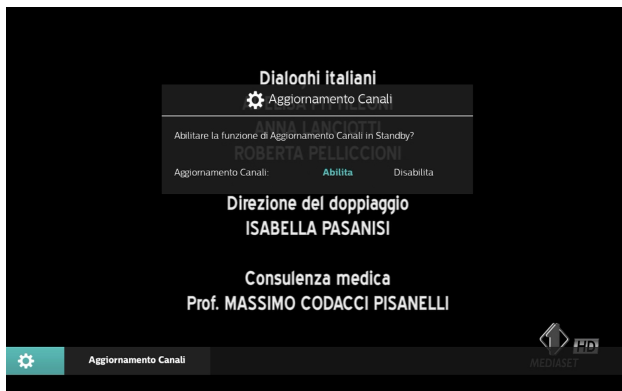 Dialoghi italiani
Aggiornamento Canali
ANNA LANCIOTTI
Abilitare la funzione di Aggiornamento Canali in Standby?
ROBERTA PELLICCIONI
Aggiornamento Canali: Abilita Disabilita
Direzione del doppiaggio
ISABELLA PASANISI
Consulenza medica
Prof. MASSIMO CODACCI PISANELLI
HD
MEDIASET
Aggiornamento Canali